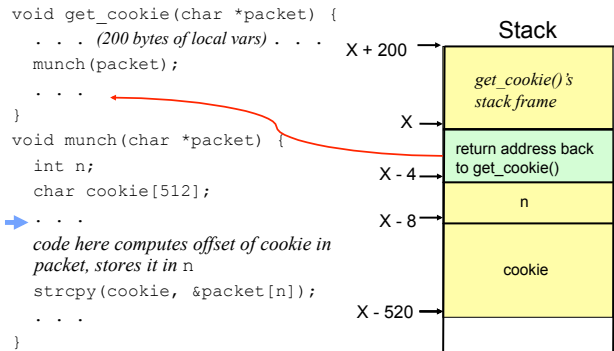 void get_cookie(char *packet) {
. . . (200 bytes of local vars) . . .
munch(packet);
. . .
}
void munch(char *packet) {
int n;
char cookie[512];
. . .
code here computes offset of cookie in
packet, stores it in n
strcpy(cookie, &packet[n]);
. . .
}
Stack
X + 200
get_cookie()'s
stack frame
X
return address back
to get_cookie()
X - 4
n
X - 8
cookie
X - 520